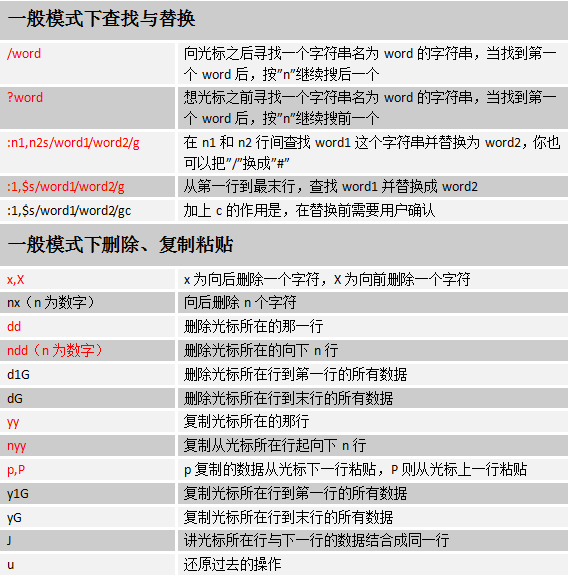 一般模式下查找与替换
/word 向光标之后寻找一个字符串名为 word 的字符串，当找到第一
个 word 后，按”n”继续搜后一个
?word 想光标之前寻找一个字符串名为 word 的字符串，当找到第一
个 word 后，按”n”继续搜前一个
:n1,n2s/word1/word2/g 在 n1 和 n2 行间查找 word1 这个字符串并替换为 word2，你也
可以把”/”换成”#”
:1,$s/word1/word2/g 从第一行到最末行，查找 word1 并替换成 word2
:1,$s/word1/word2/gc 加上 c 的作用是，在替换前需要用户确认
一般模式下删除、复制粘贴
x,X x 为向后删除一个字符，X 为向前删除一个字符
nx（n 为数字） 向后删除 n 个字符
dd 删除光标所在的那一行
ndd（n 为数字） 删除光标所在的向下 n 行
d1G 删除光标所在行到第一行的所有数据
dG 删除光标所在行到末行的所有数据
yy 复制光标所在的那行
nyy 复制从光标所在行起向下 n 行
p,P p 复制的数据从光标下一行粘贴，P 则从光标上一行粘贴
y1G 复制光标所在行到第一行的所有数据
yG 复制光标所在行到末行的所有数据
J 讲光标所在行与下一行的数据结合成同一行
u 还原过去的操作